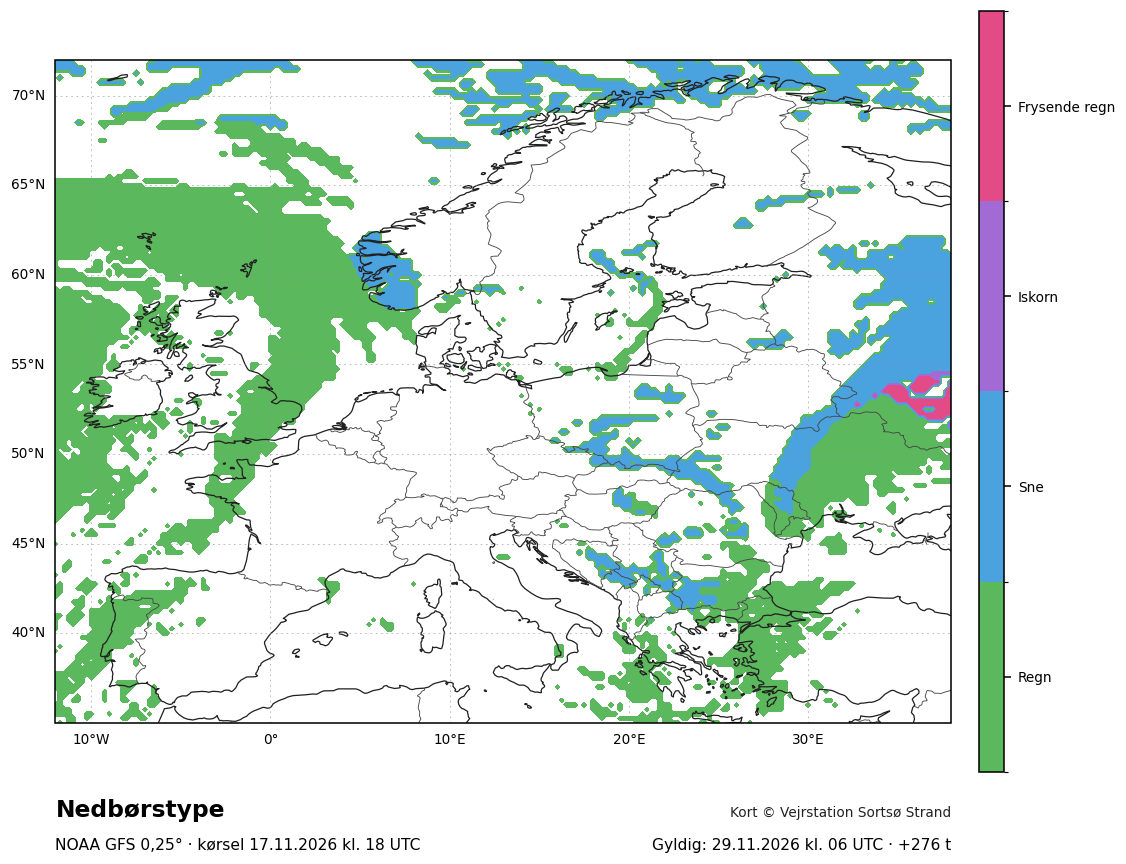 Frysende regn
Iskorn
Sne
Regn
70°N
65°N
60°N
55°N
50°N
45°N
40°N
10°W
0°
10°E
20°E
30°E
Nedbørstype
Kort © Vejrstation Sortsø Strand
NOAA GFS 0,25° · kørsel 17.11.2026 kl. 18 UTC
Gyldig: 29.11.2026 kl. 06 UTC · +276 t